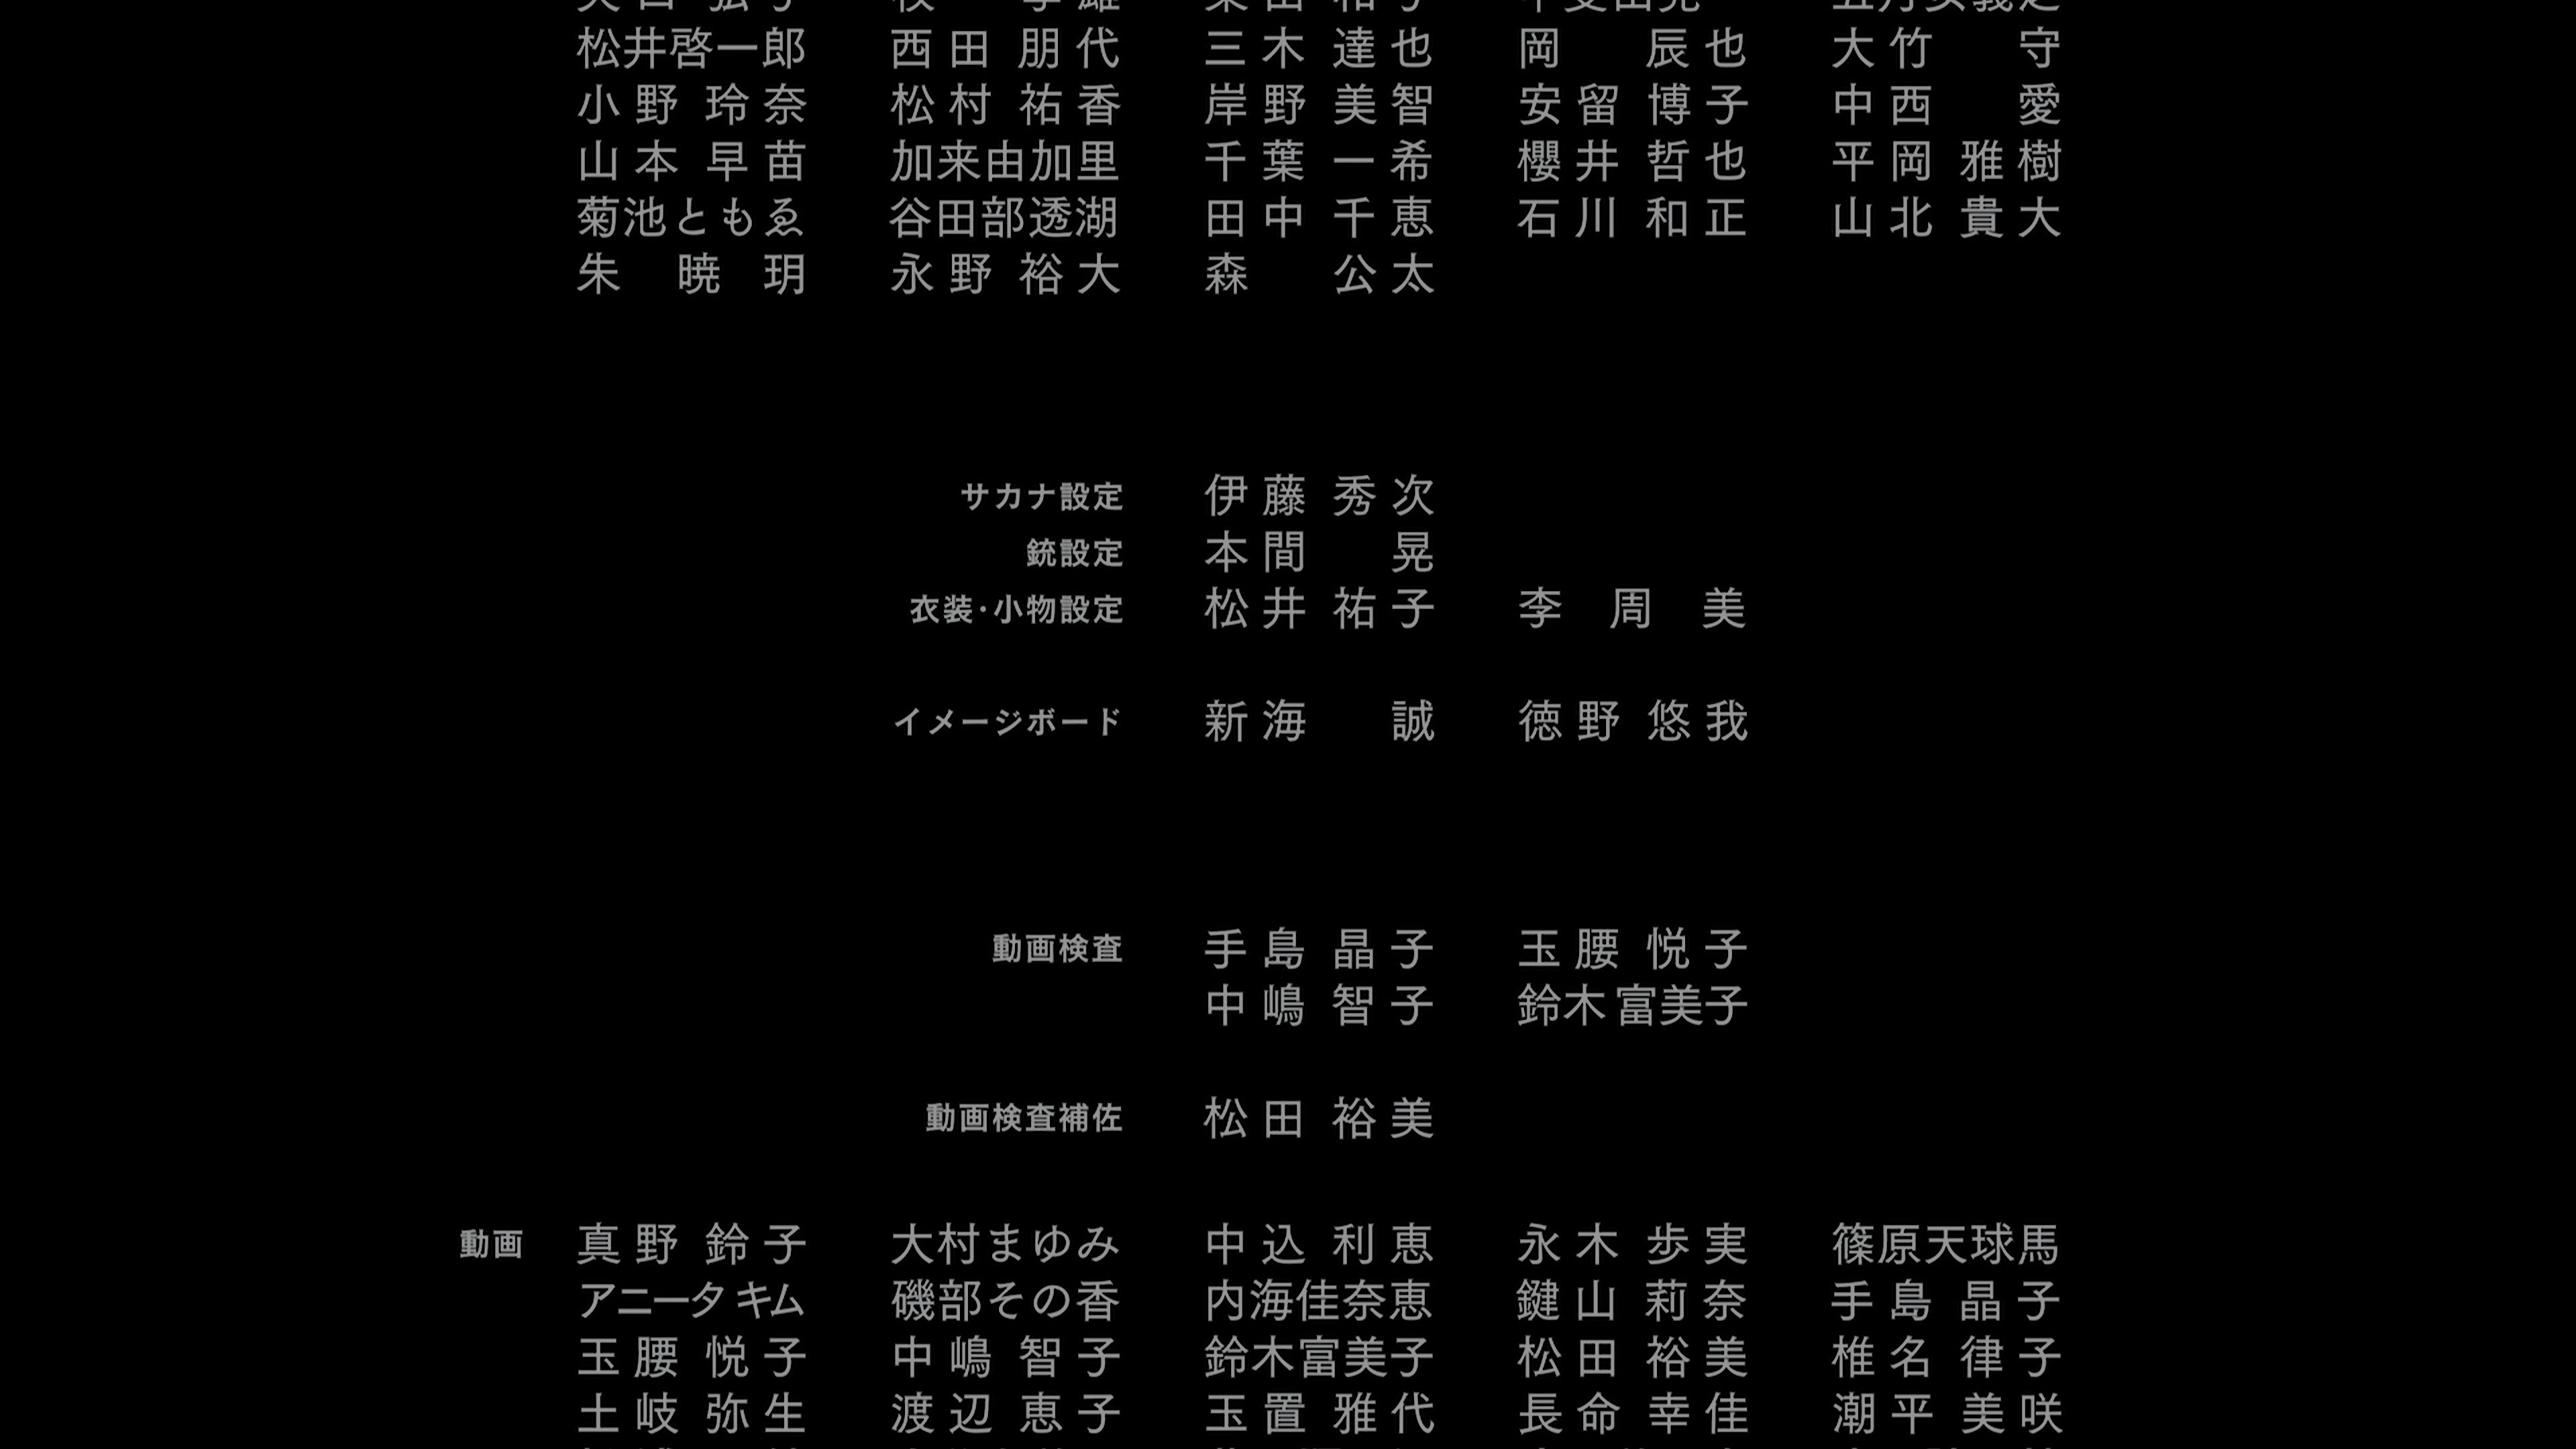 松井啓一郎 西田朋代 三木達也 岡辰也 大竹守
小野玲奈 松村祐香 岸野美智 安留博子 中西愛
山本早苗 加来由加里 千葉一希 櫻井哲也 平岡雅樹
菊池ともゑ 谷田部透湖 田中千恵 石川和正 山北貴大
朱暁玥 永野裕大 森公太
サカナ設定 伊藤秀次
銃設定 本間晃
衣装・小物設定 松井祐子 李周美
イメージボード 新海誠 徳野悠我
動画検査 手島晶子 玉腰悦子
中嶋智子 鈴木富美子
動画検査補佐 松田裕美
動画 真野鈴子 大村まゆみ 中込利恵 永木歩実 篠原天球馬
アニータキム 磯部その香 内海佳奈恵 鍵山莉奈 手島晶子
玉腰悦子 中嶋智子 鈴木富美子 松田裕美 椎名律子
土岐弥生 渡辺恵子 玉置雅代 長命幸佳 潮平美咲